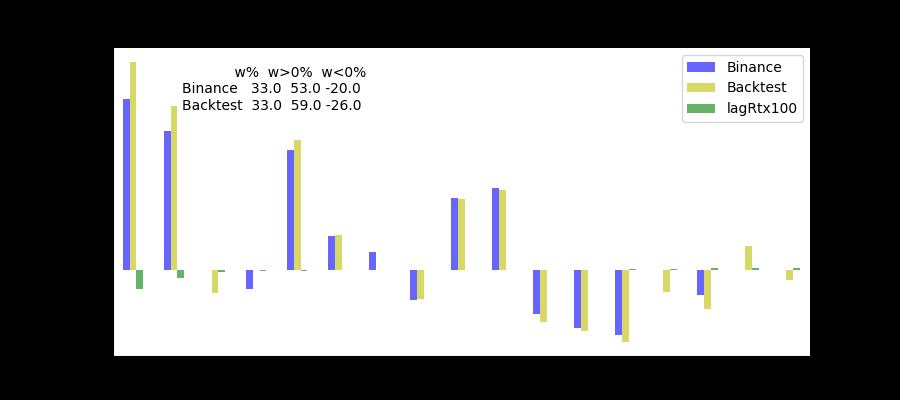 w%  w>0%  w<0%
Binance   33.0  53.0 -20.0
Backtest  33.0  59.0 -26.0
Binance
Backtest
lagRtx100